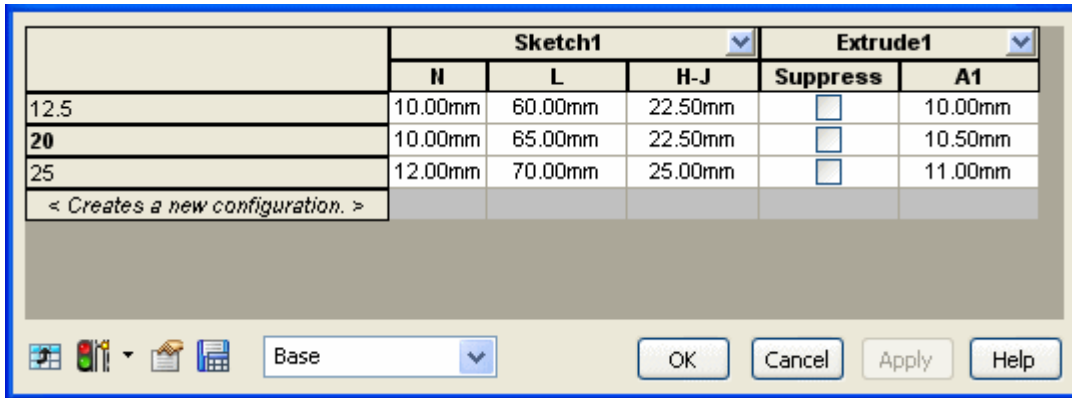 Sketch1 Extrude1
N L H-J Suppress A1
12.5 10.00mm 60.00mm 22.50mm 10.00mm
20 10.00mm 65.00mm 22.50mm 10.50mm
25 12.00mm 70.00mm 25.00mm 11.00mm
< Creates a new configuration. >
Base OK Cancel Apply Help